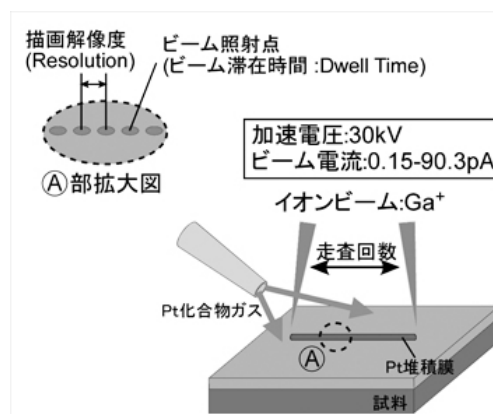 描画解像度
(Resolution)
ビーム照射点
(ビーム滞在時間:Dwell Time)
Ⓐ部拡大図
加速電圧:30kV
ビーム電流:0.15-90.3pA
イオンビーム:Ga⁺
走査回数
Pt化合物ガス
Ⓐ
Pt堆積膜
試料